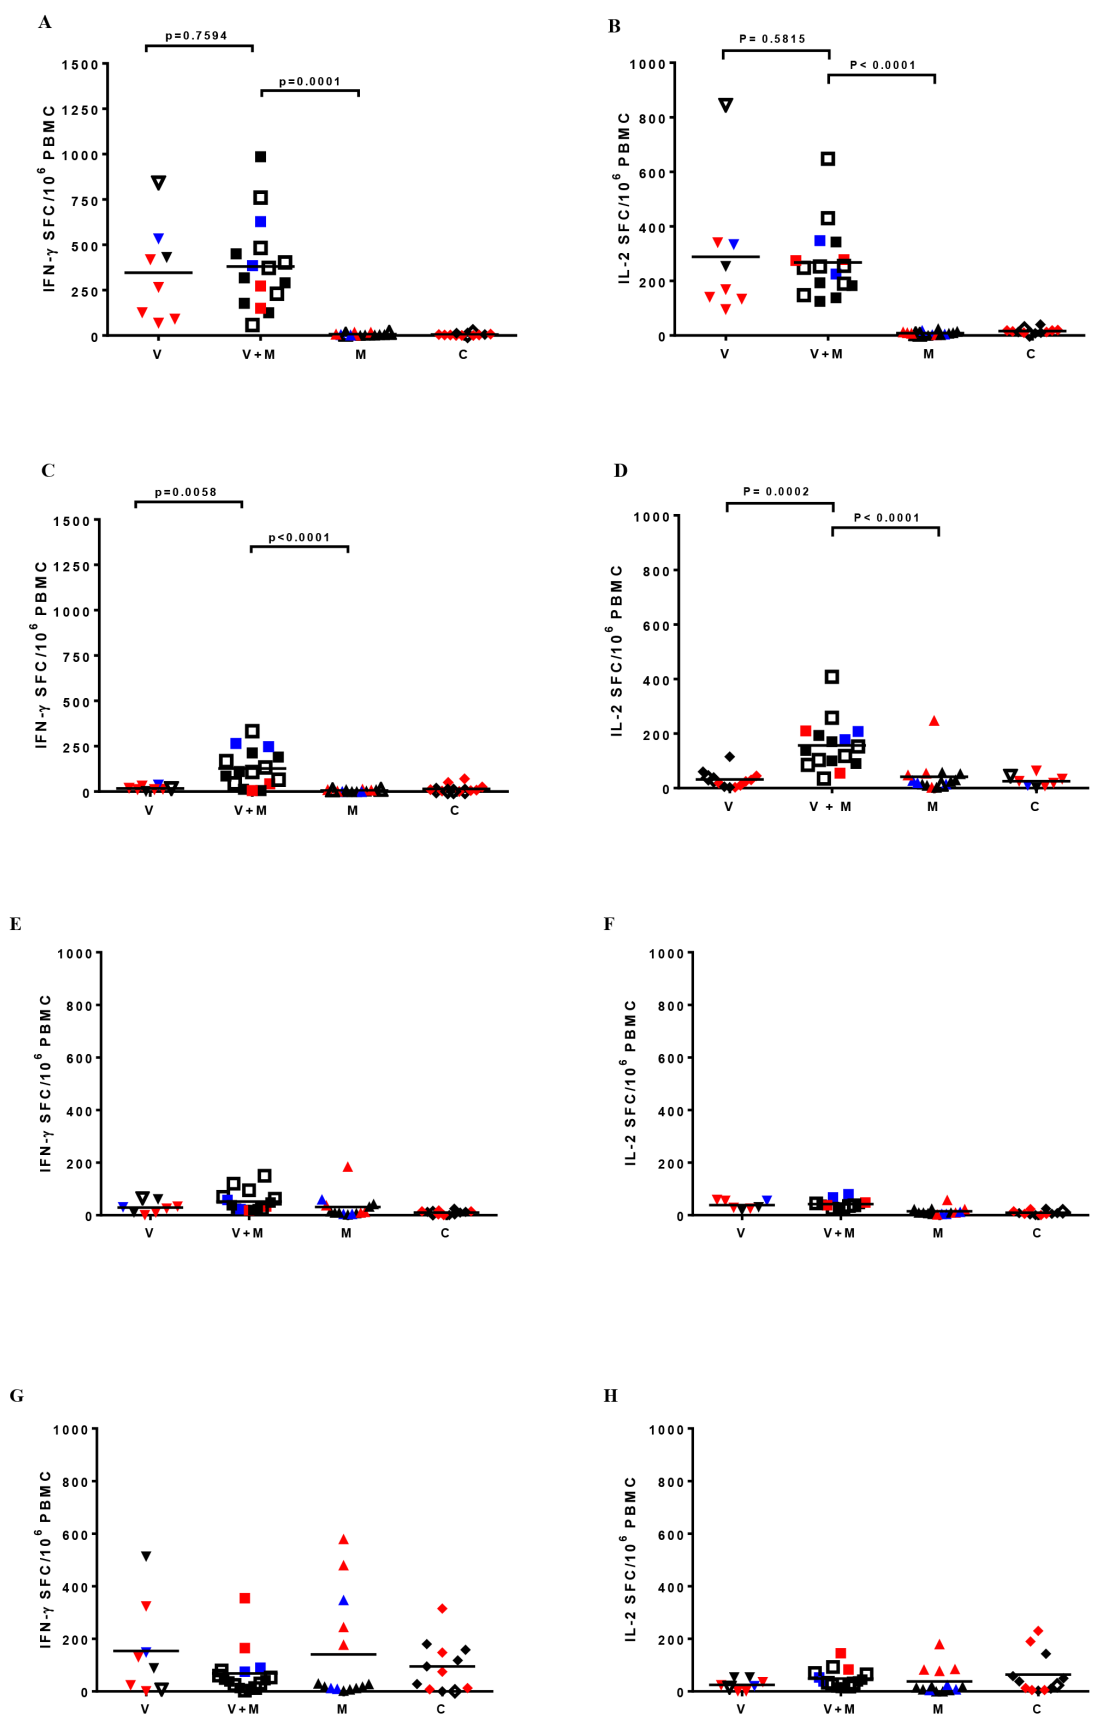 A
p=0.7594
p=0.0001
IFN-γ SFC/10^6 PBMC
1500
1250
1000
750
500
250
0
V
V + M
M
C
B
P= 0.5815
P< 0.0001
IL-2 SFC/10^6 PBMC
1000
800
600
400
200
0
V
V + M
M
C
C
p=0.0058
p<0.0001
IFN-γ SFC/10^6 PBMC
1500
1250
1000
750
500
250
0
V
V + M
M
C
D
P= 0.0002
P< 0.0001
IL-2 SFC/10^6 PBMC
1000
800
600
400
200
0
V
V + M
M
C
E
IFN-γ SFC/10^6 PBMC
1000
800
600
400
200
0
V
V + M
M
C
F
IL-2 SFC/10^6 PBMC
1000
800
600
400
200
0
V
V + M
M
C
G
IFN-γ SFC/10^6 PBMC
1000
800
600
400
200
0
V
V + M
M
C
H
IL-2 SFC/10^6 PBMC
1000
800
600
400
200
0
V
V + M
M
C